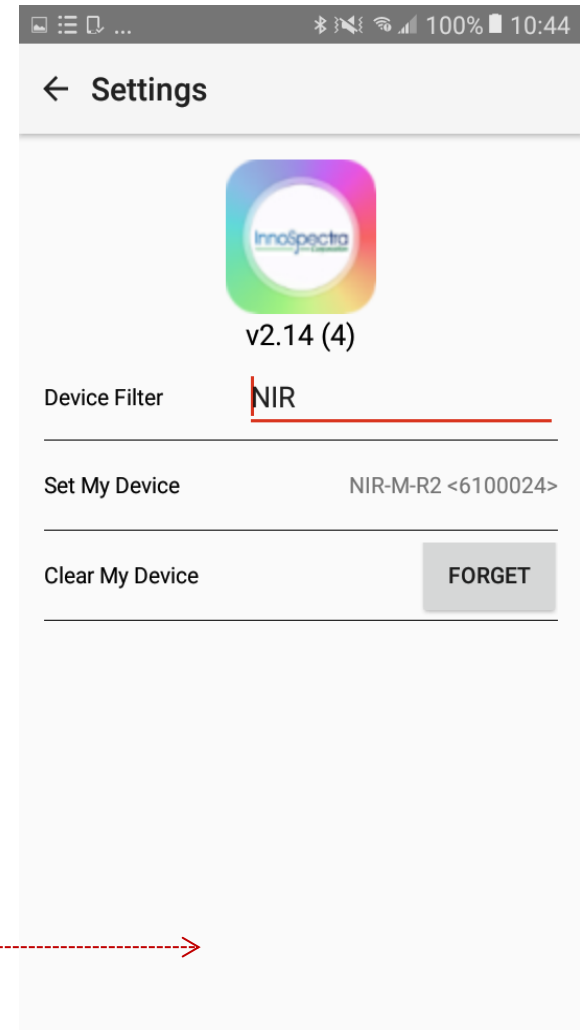 ... 100% 10:44
Settings
InnoSpectra
Corporation
v2.14 (4)
Device Filter NIR
Set My Device NIR-M-R2 <6100024>
Clear My Device FORGET